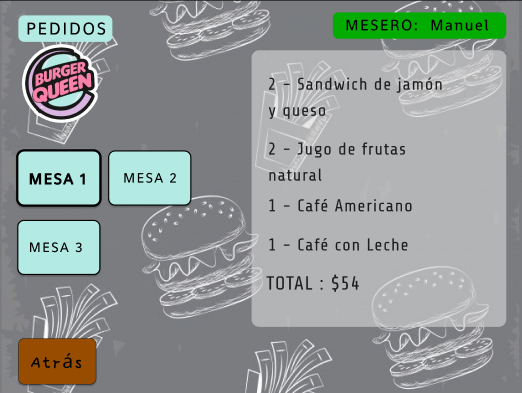 PEDIDOS
MESERO: Manuel
BURGER
QUEEN
2 - Sandwich de jamón
y queso
2 - Jugo de frutas
natural
1 - Café Americano
1 - Café con Leche
TOTAL : $54
MESA 1
MESA 2
MESA 3
Atrás